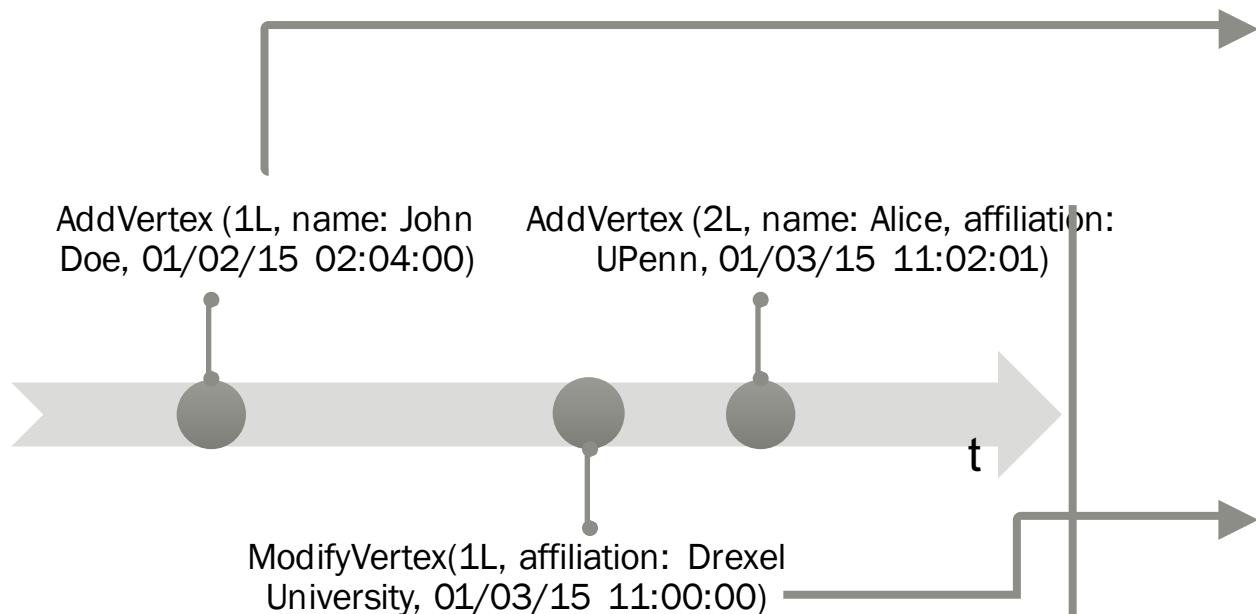 AddVertex (1L, name: John
Doe, 01/02/15 02:04:00)
AddVertex (2L, name: Alice, affiliation:
UPenn, 01/03/15 11:02:01)
t
ModifyVertex(1L, affiliation: Drexel
University, 01/03/15 11:00:00)